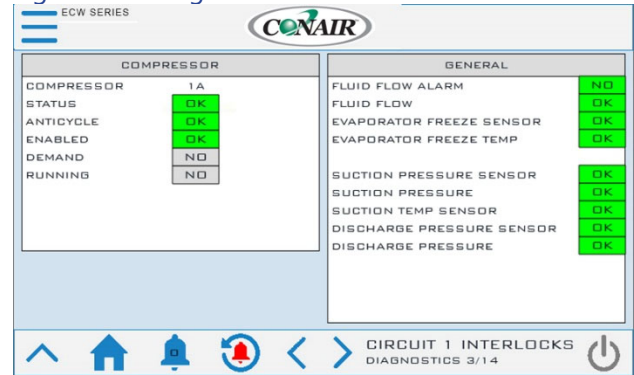 ECW SERIES
CONAIR
COMPRESSOR
COMPRESSOR 1A
STATUS OK
ANTICYCLE OK
ENABLED OK
DEMAND NO
RUNNING NO
GENERAL
FLUID FLOW ALARM NO
FLUID FLOW OK
EVAPORATOR FREEZE SENSOR OK
EVAPORATOR FREEZE TEMP OK
SUCTION PRESSURE SENSOR OK
SUCTION PRESSURE OK
SUCTION TEMP SENSOR OK
DISCHARGE PRESSURE SENSOR OK
DISCHARGE PRESSURE OK
0
CIRCUIT 1 INTERLOCKS
DIAGNOSTICS 3/14